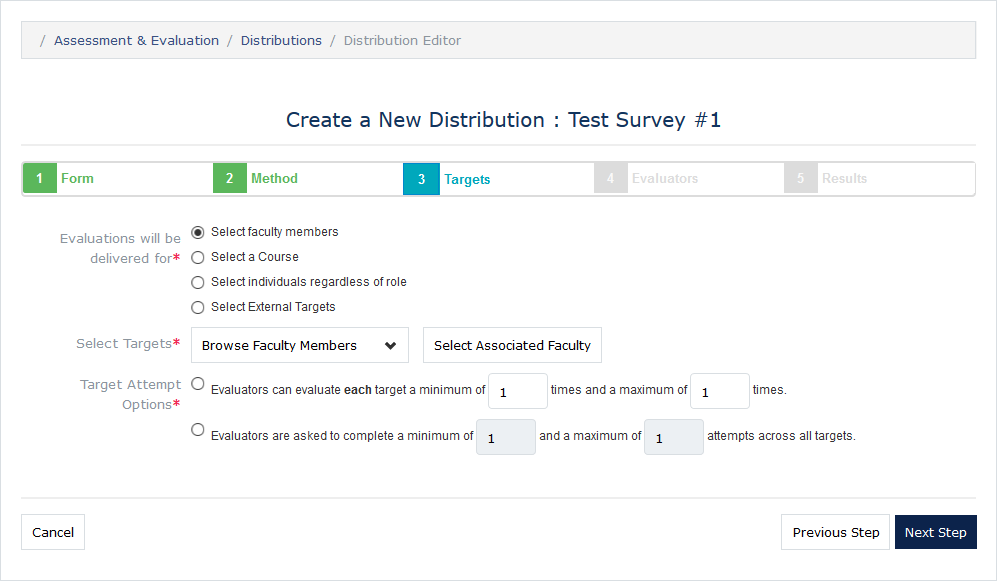 / Assessment & Evaluation / Distributions / Distribution Editor
Create a New Distribution : Test Survey #1
1 Form 2 Method 3 Targets 4 Evaluators 5 Results
Evaluations will be delivered for*
Select faculty members
Select a Course
Select individuals regardless of role
Select External Targets
Select Targets* Browse Faculty Members Select Associated Faculty
Target Attempt Options*
Evaluators can evaluate each target a minimum of 1 times and a maximum of 1 times.
Evaluators are asked to complete a minimum of 1 and a maximum of 1 attempts across all targets.
Cancel Previous Step Next Step